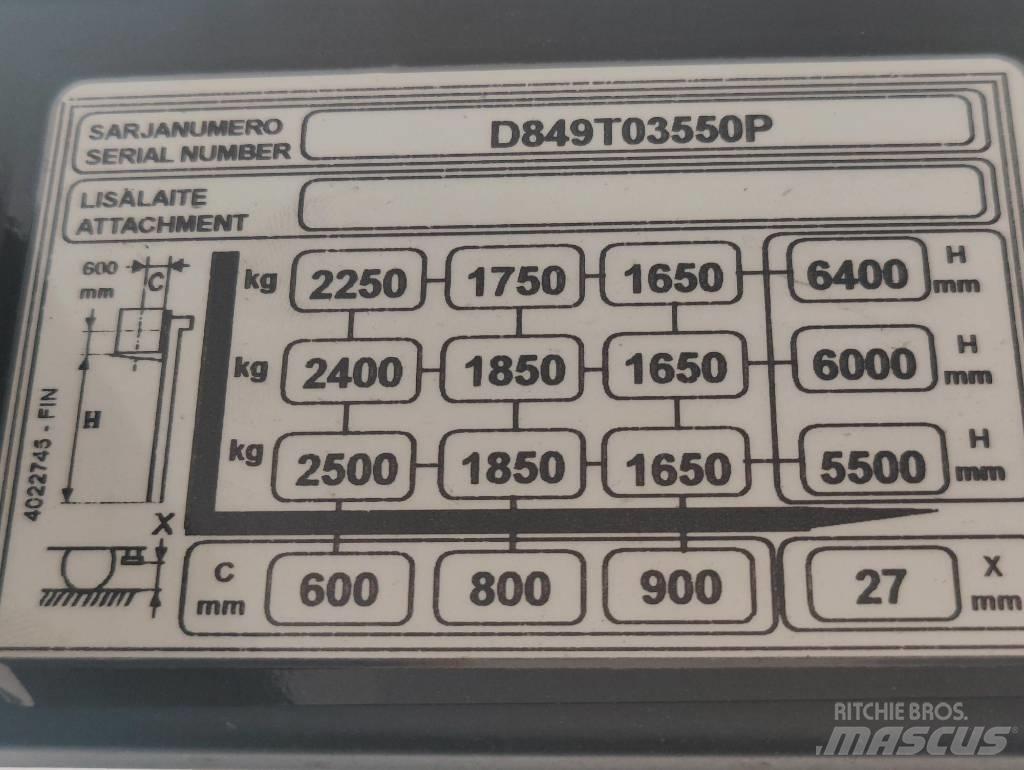 SARJANUMERO
SERIAL NUMBER
D849T03550P
LISÄLAITE
ATTACHMENT
600 mm
C
H
X
4022745 - FIN
kg 2250 1750 1650 6400 H mm
kg 2400 1850 1650 6000 H mm
kg 2500 1850 1650 5500 H mm
C mm 600 800 900 27 X mm
RITCHIE BROS.
MASCUS